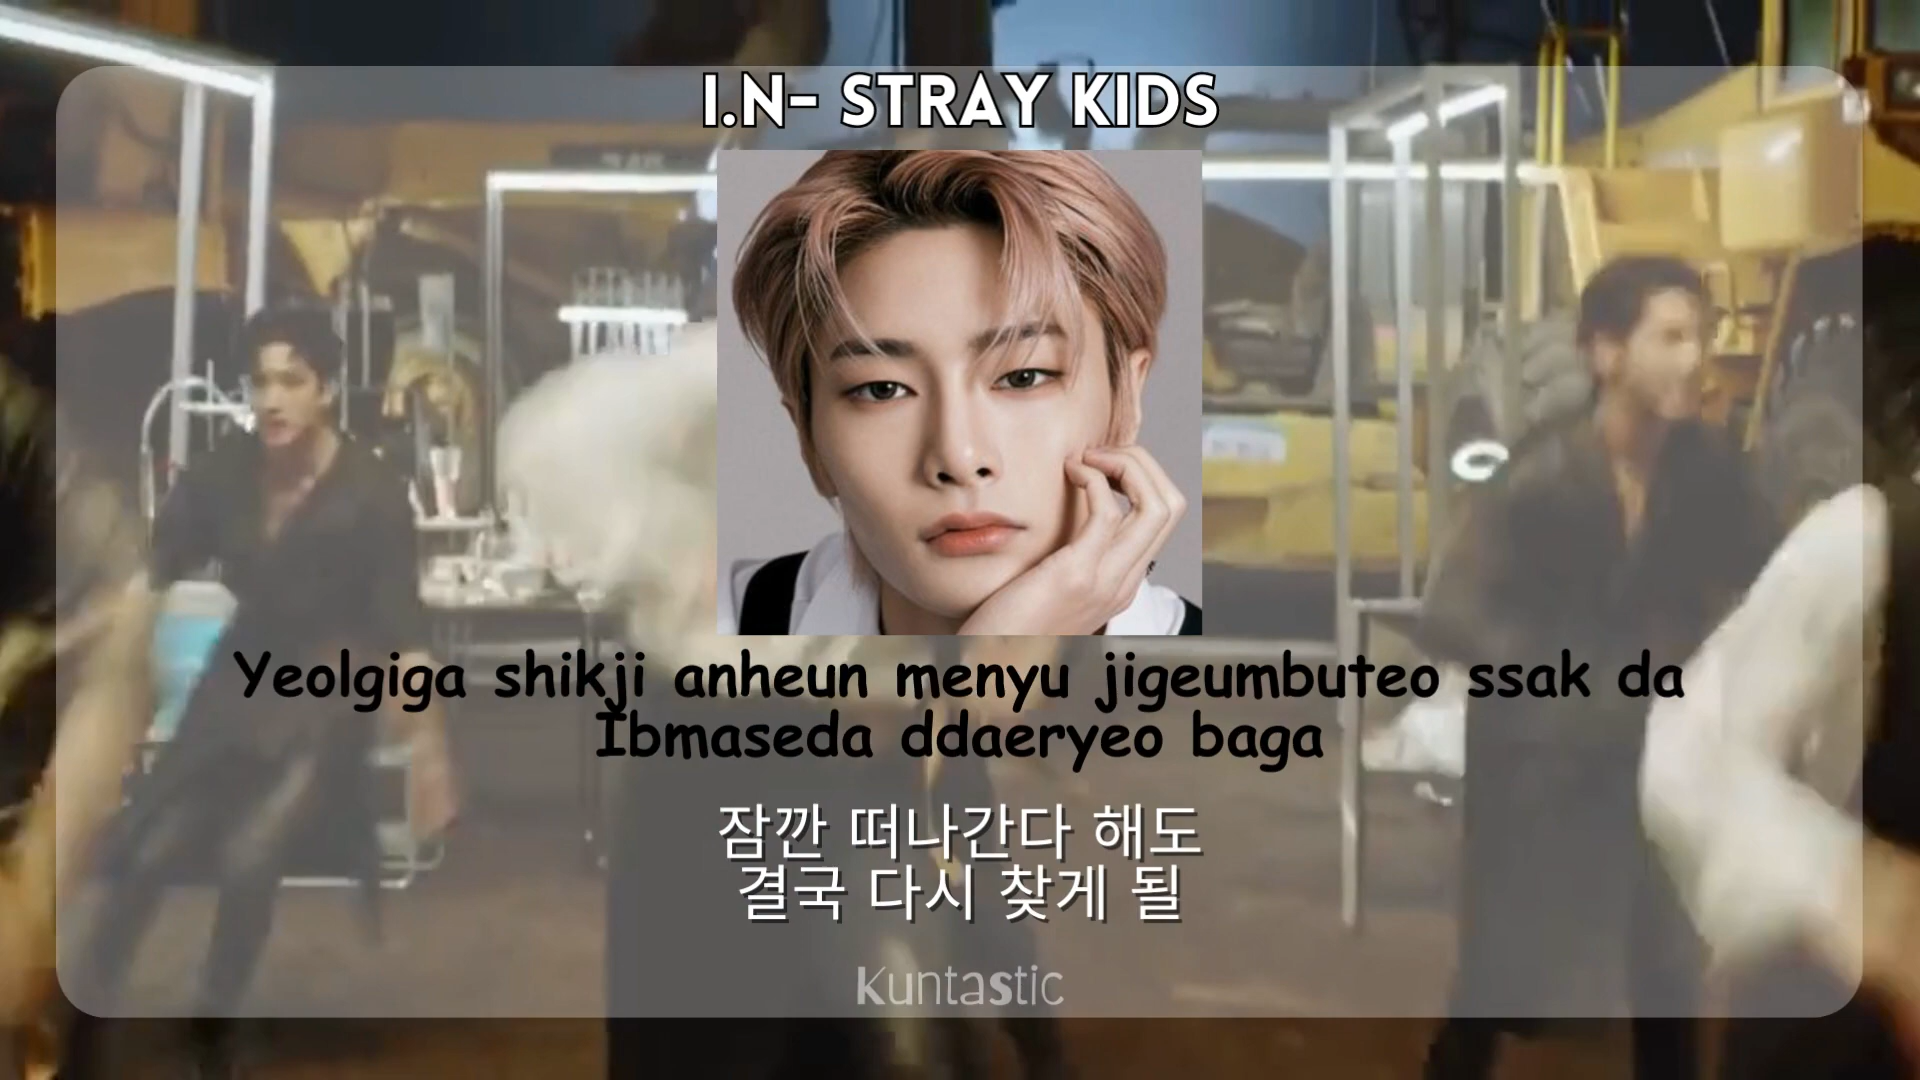 I.N- STRAY KIDS
Yeolgiga shikji anheun menyu jigeumbuteo ssak da
Ibmaseda ddaeryeo baga
잠깐 떠나간다 해도
결국 다시 찾게 될
Kuntastic